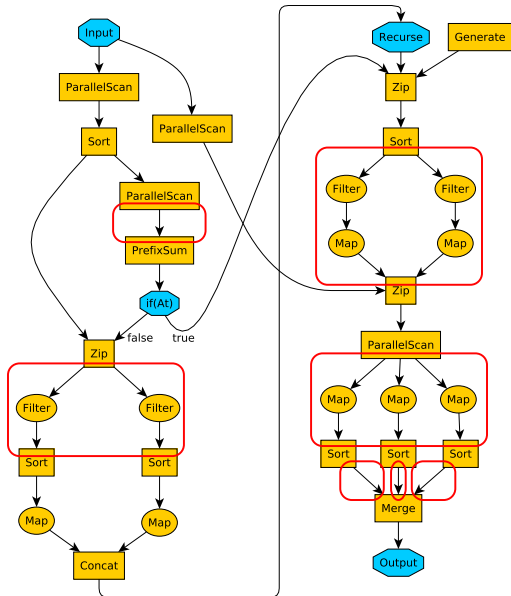 Input
Recurse
Generate
ParallelScan
Zip
ParallelScan
Sort
Sort
ParallelScan
Filter
Filter
PrefixSum
Map
Map
if(At)
Zip
false
true
ParallelScan
Zip
Filter
Filter
Map
Map
Map
Sort
Sort
Sort
Sort
Sort
Map
Map
Merge
Concat
Output